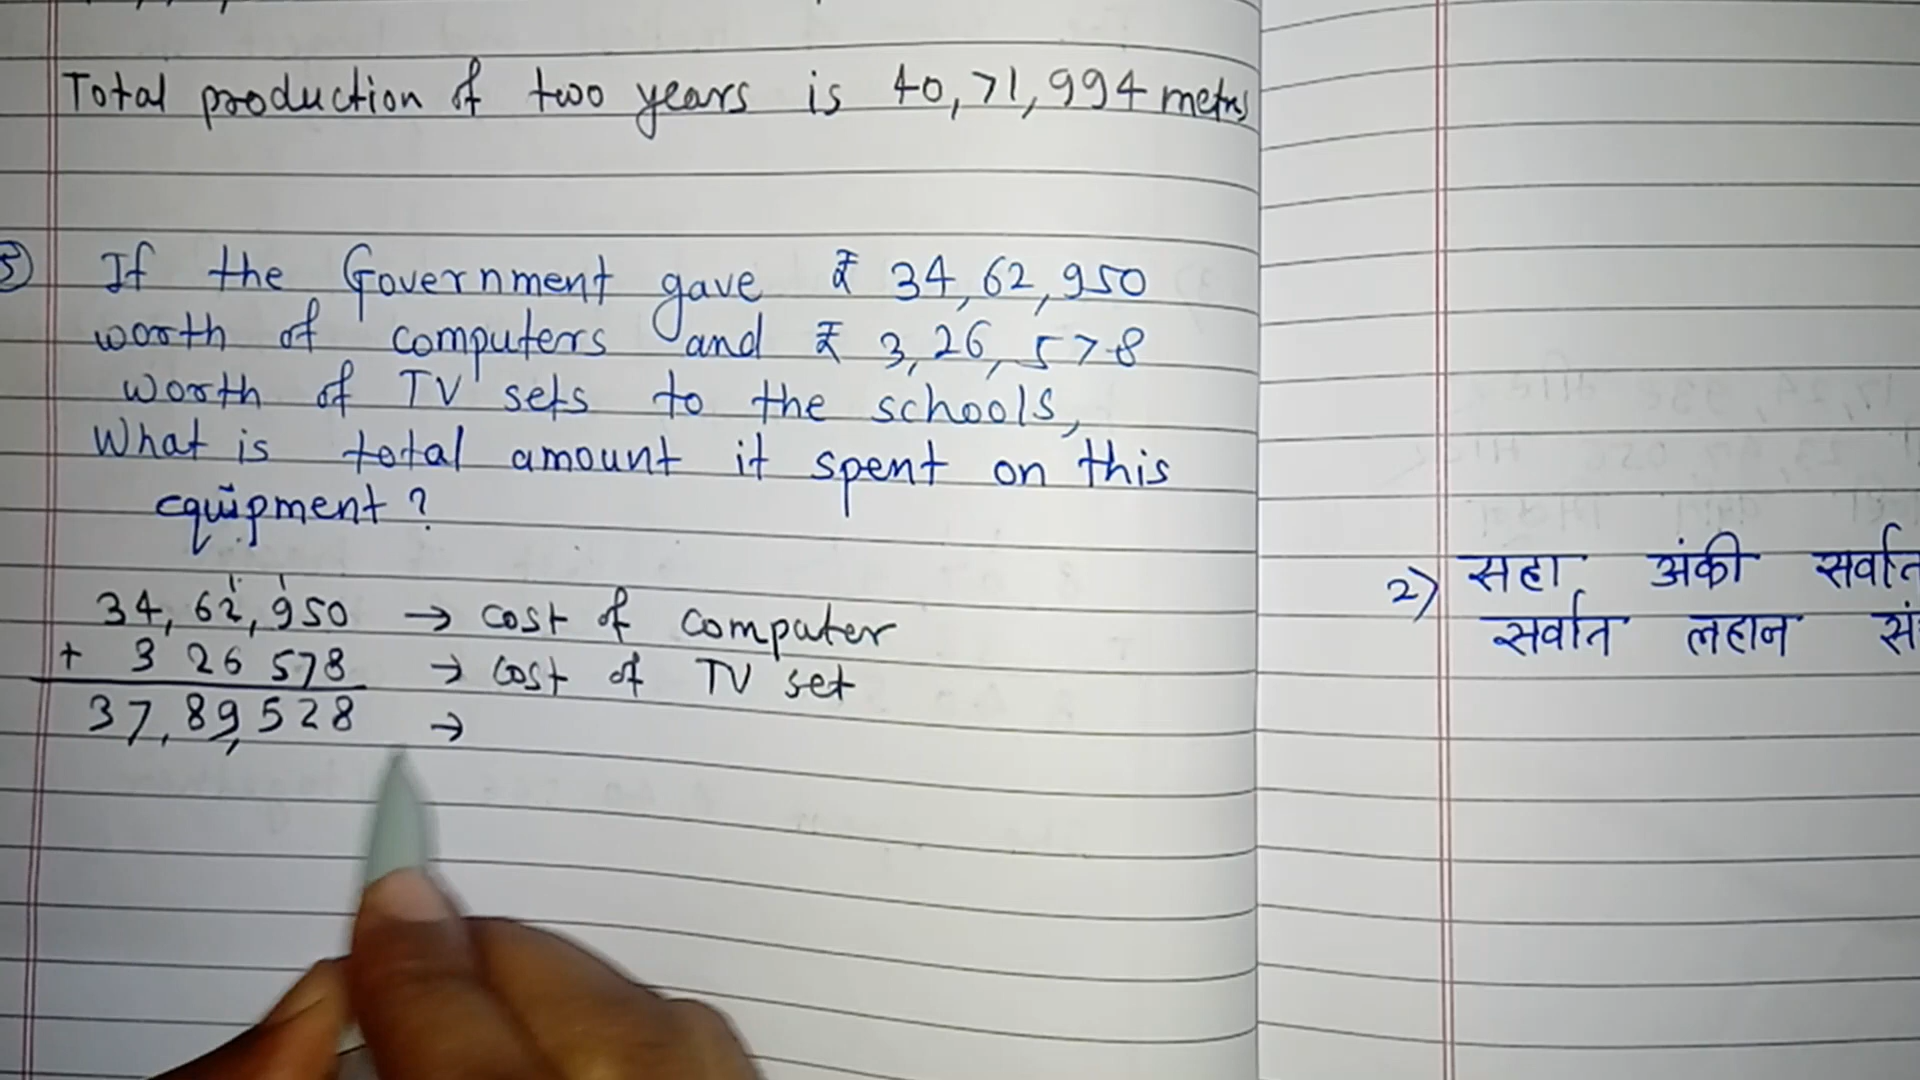 Total production of two years is 40,71,994 metrs
5) If the Government gave ₹ 34,62,950
worth of computers and ₹ 3,26,578
worth of TV sets to the schools,
What is total amount it spent on this
equipment?
1 1
34,62,950 → cost of computer
+ 3 26 578 → cost of TV set
37,89,528 →
2) सहा अंकी
सर्वात लहान